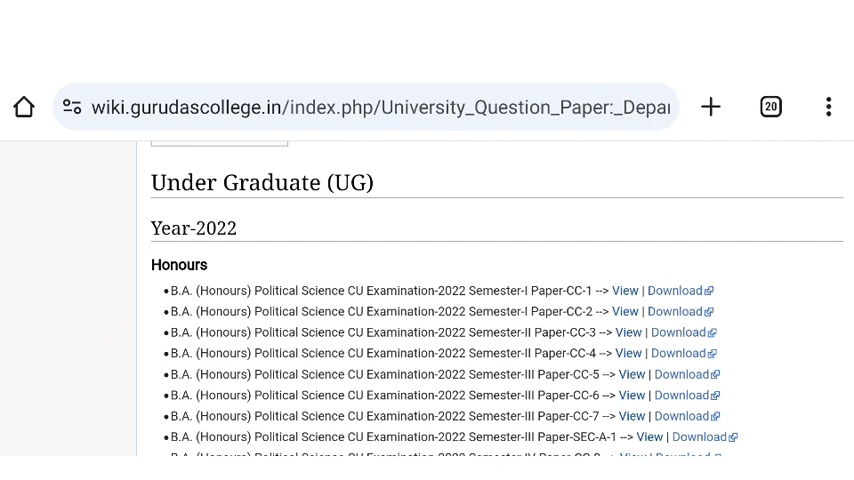 wiki.gurudascollege.in/index.php/University_Question_Paper:_Depar
20
Under Graduate (UG)
Year-2022
Honours
•B.A. (Honours) Political Science CU Examination-2022 Semester-I Paper-CC-1 --> View | Download
•B.A. (Honours) Political Science CU Examination-2022 Semester-I Paper-CC-2 --> View | Download
•B.A. (Honours) Political Science CU Examination-2022 Semester-II Paper-CC-3 --> View | Download
•B.A. (Honours) Political Science CU Examination-2022 Semester-II Paper-CC-4 --> View | Download
•B.A. (Honours) Political Science CU Examination-2022 Semester-III Paper-CC-5 --> View | Download
•B.A. (Honours) Political Science CU Examination-2022 Semester-III Paper-CC-6 --> View | Download
•B.A. (Honours) Political Science CU Examination-2022 Semester-III Paper-CC-7 --> View | Download
•B.A. (Honours) Political Science CU Examination-2022 Semester-III Paper-SEC-A-1 --> View | Download